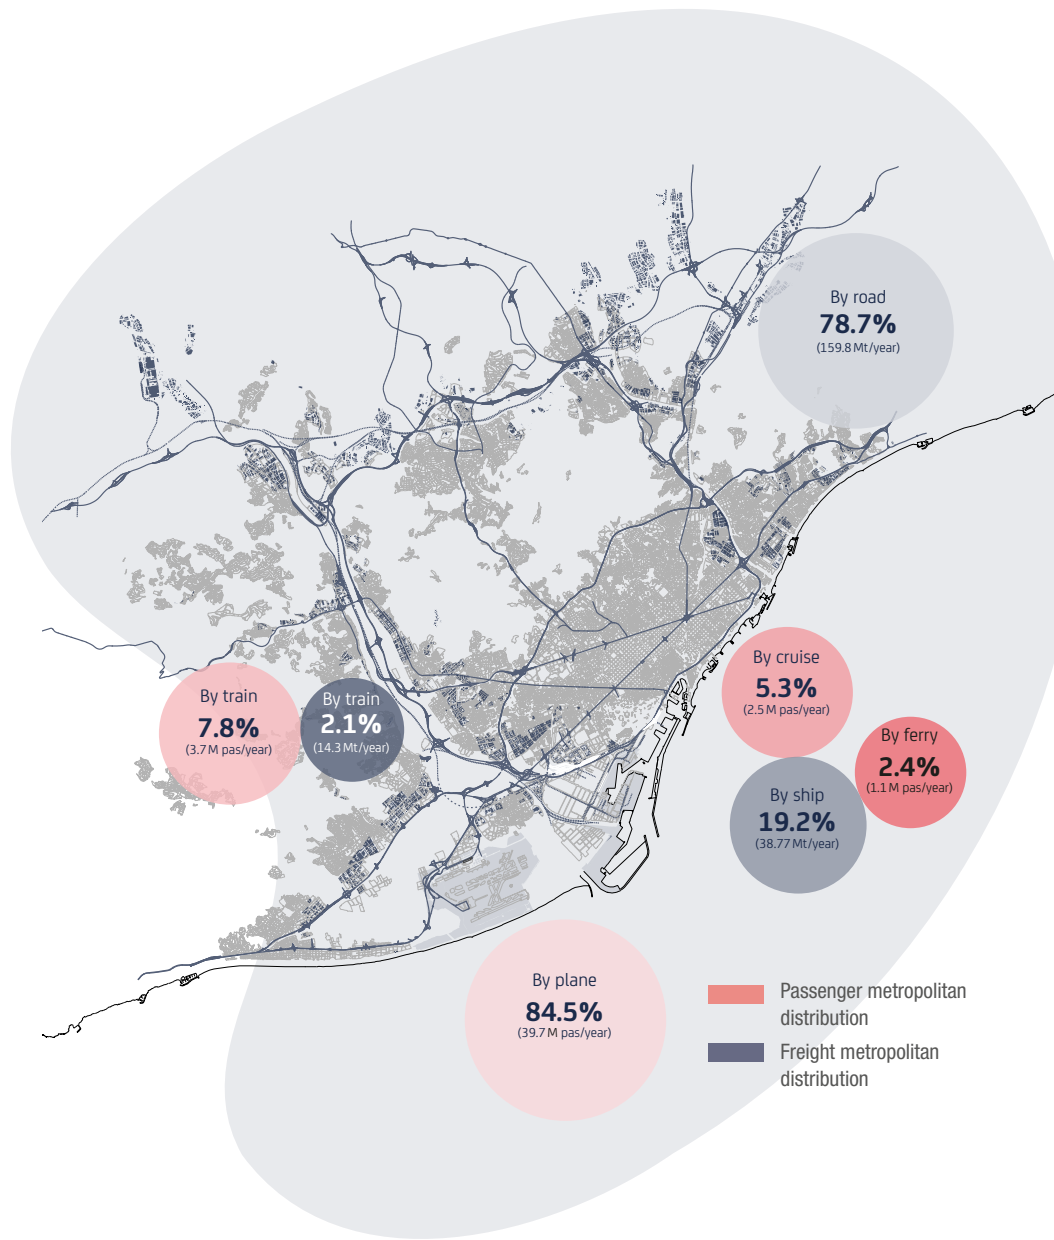 By road
78.7%
(159.8 Mt/year)
By cruise
5.3%
(2.5 M pas/year)
By train
7.8%
(3.7 M pas/year)
By train
2.1%
(14.3 Mt/year)
By ferry
2.4%
(1.1 M pas/year)
By ship
19.2%
(38.77 Mt/year)
By plane
84.5%
(39.7 M pas/year)
Passenger metropolitan
distribution
Freight metropolitan
distribution